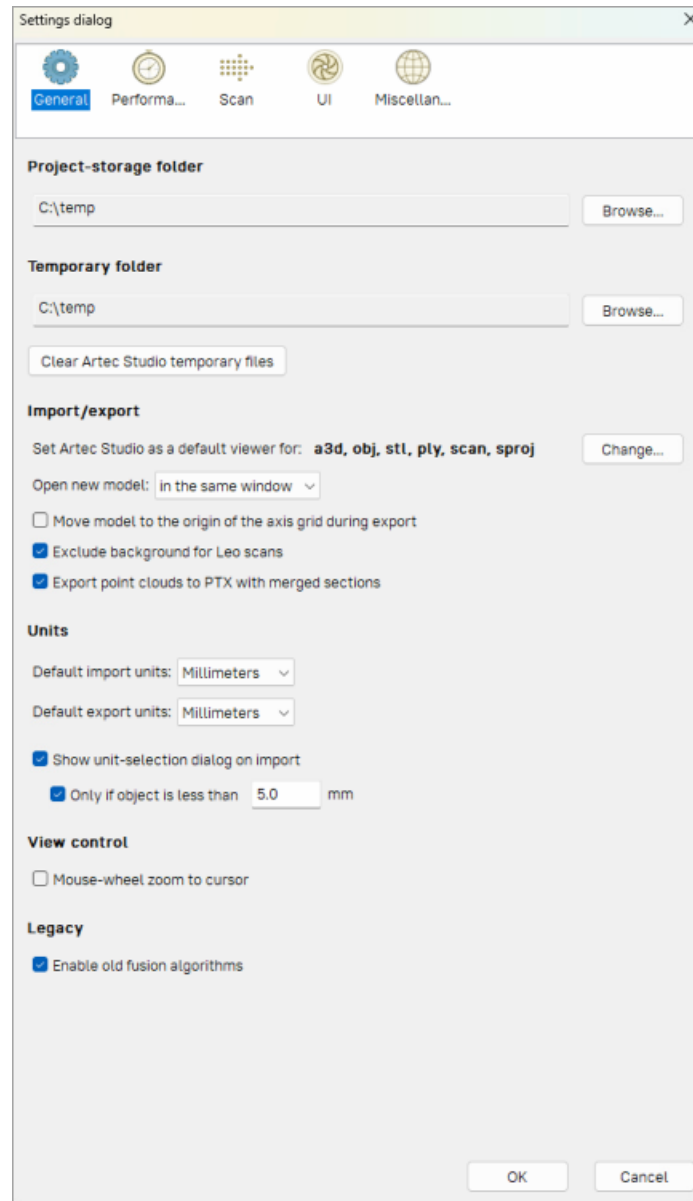 Settings dialog
General Performa... Scan UI Miscellan...
Project-storage folder
C:\temp Browse...
Temporary folder
C:\temp Browse...
Clear Artec Studio temporary files
Import/export
Set Artec Studio as a default viewer for: a3d, obj, stl, ply, scan, sproj Change...
Open new model: in the same window
Move model to the origin of the axis grid during export
Exclude background for Leo scans
Export point clouds to PTX with merged sections
Units
Default import units: Millimeters
Default export units: Millimeters
Show unit-selection dialog on import
Only if object is less than 5.0 mm
View control
Mouse-wheel zoom to cursor
Legacy
Enable old fusion algorithms
OK Cancel